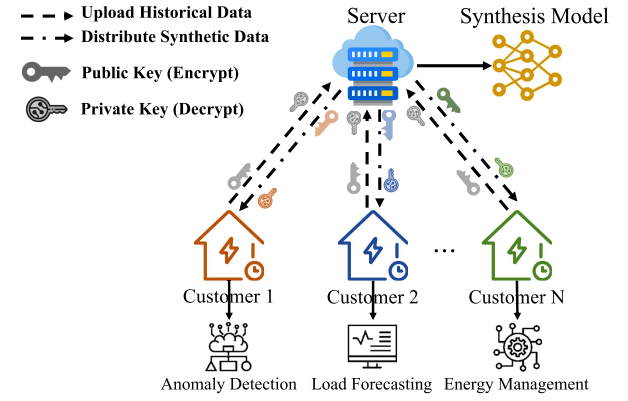 Upload Historical Data
Distribute Synthetic Data
Public Key (Encrypt)
Private Key (Decrypt)
Server
Synthesis Model
...
Customer 1
Customer 2
Customer N
Anomaly Detection
Load Forecasting
Energy Management